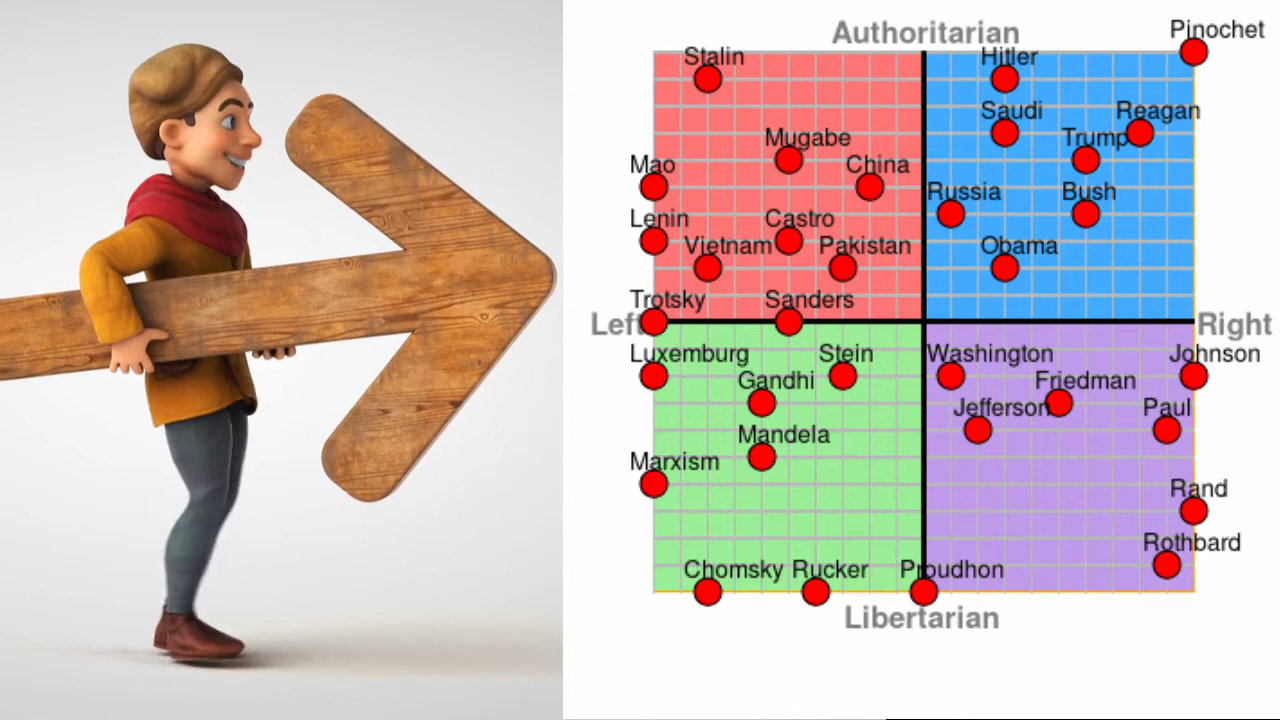 Pinochet
Authoritarian
Stalin
Hitler
Saudi
Reagan
Mugabe
Trump
Mao
China
Russia
Bush
Lenin
Castro
Vietnam
Pakistan
Obama
Trotsky
Sanders
Left
Right
Luxemburg
Stein
Washington
Johnson
Gandhi
Friedman
Jefferson
Paul
Mandela
Marxism
Rand
Rothbard
Chomsky
Rucker
Proudhon
Libertarian